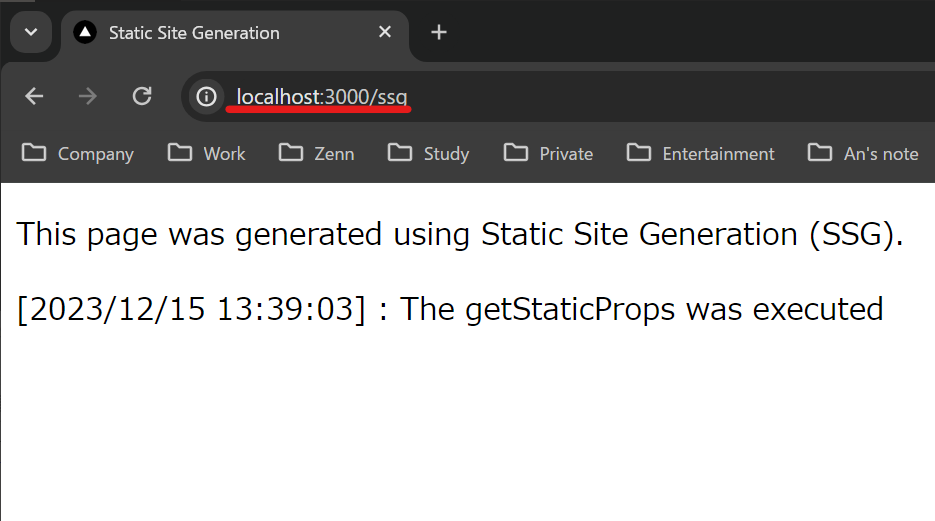 Static Site Generation
localhost:3000/ssg
Company Work Zenn Study Private Entertainment An's note
This page was generated using Static Site Generation (SSG).
[2023/12/15 13:39:03] : The getStaticProps was executed